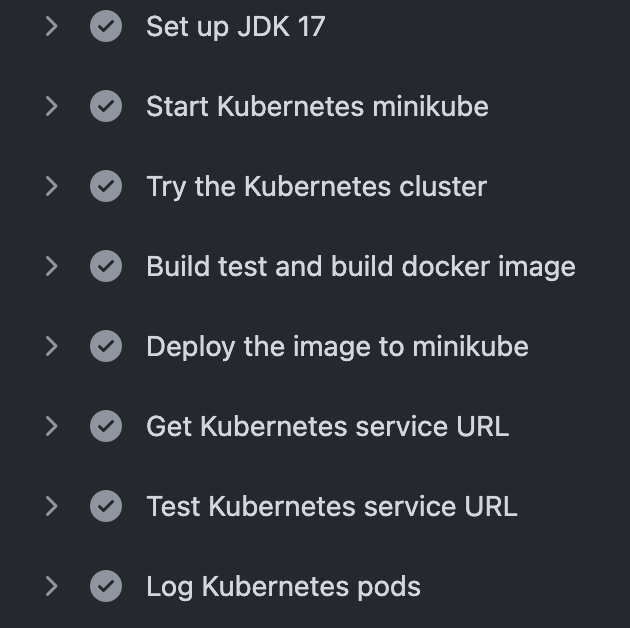 Set up JDK 17
Start Kubernetes minikube
Try the Kubernetes cluster
Build test and build docker image
Deploy the image to minikube
Get Kubernetes service URL
Test Kubernetes service URL
Log Kubernetes pods